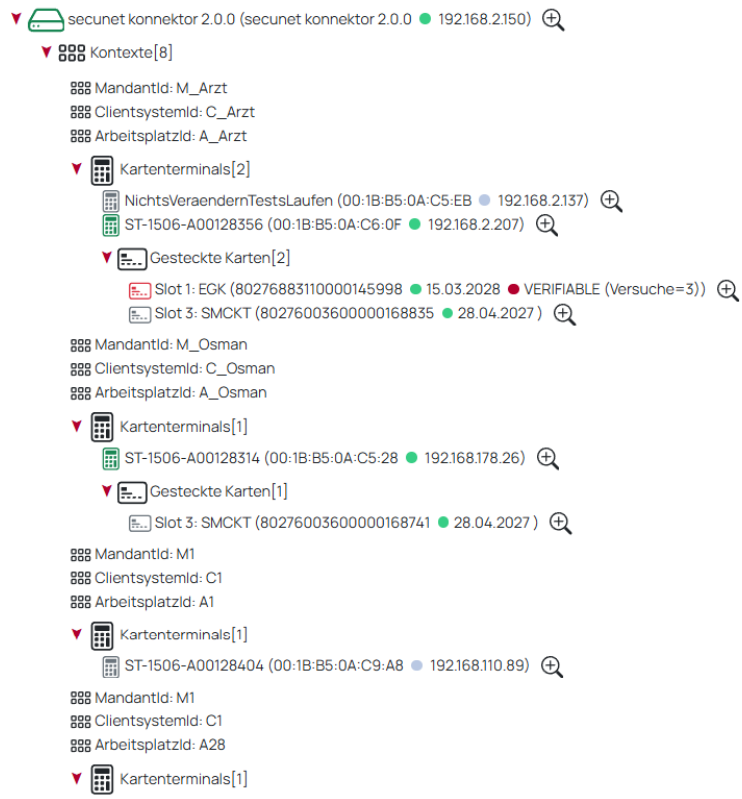 secunet konnektor 2.0.0 (secunet konnektor 2.0.0 192.168.2.150)
Kontexte[8]
MandantId: M_Arzt
ClientsystemId: C_Arzt
ArbeitsplatzId: A_Arzt
Kartenterminals[2]
NichtsVeraendernTestsLaufen (00:1B:B5:0A:C5:EB 192.168.2.137)
ST-1506-A00128356 (00:1B:B5:0A:C6:0F 192.168.2.207)
Gesteckte Karten[2]
Slot 1: EGK (80276883110000145998 15.03.2028 VERIFIABLE (Versuche=3))
Slot 3: SMCKT (80276003600000168835 28.04.2027 )
MandantId: M_Osman
ClientsystemId: C_Osman
ArbeitsplatzId: A_Osman
Kartenterminals[1]
ST-1506-A00128314 (00:1B:B5:0A:C5:28 192.168.178.26)
Gesteckte Karten[1]
Slot 3: SMCKT (80276003600000168741 28.04.2027 )
MandantId: M1
ClientsystemId: C1
ArbeitsplatzId: A1
Kartenterminals[1]
ST-1506-A00128404 (00:1B:B5:0A:C9:A8 192.168.110.89)
MandantId: M1
ClientsystemId: C1
ArbeitsplatzId: A28
Kartenterminals[1]